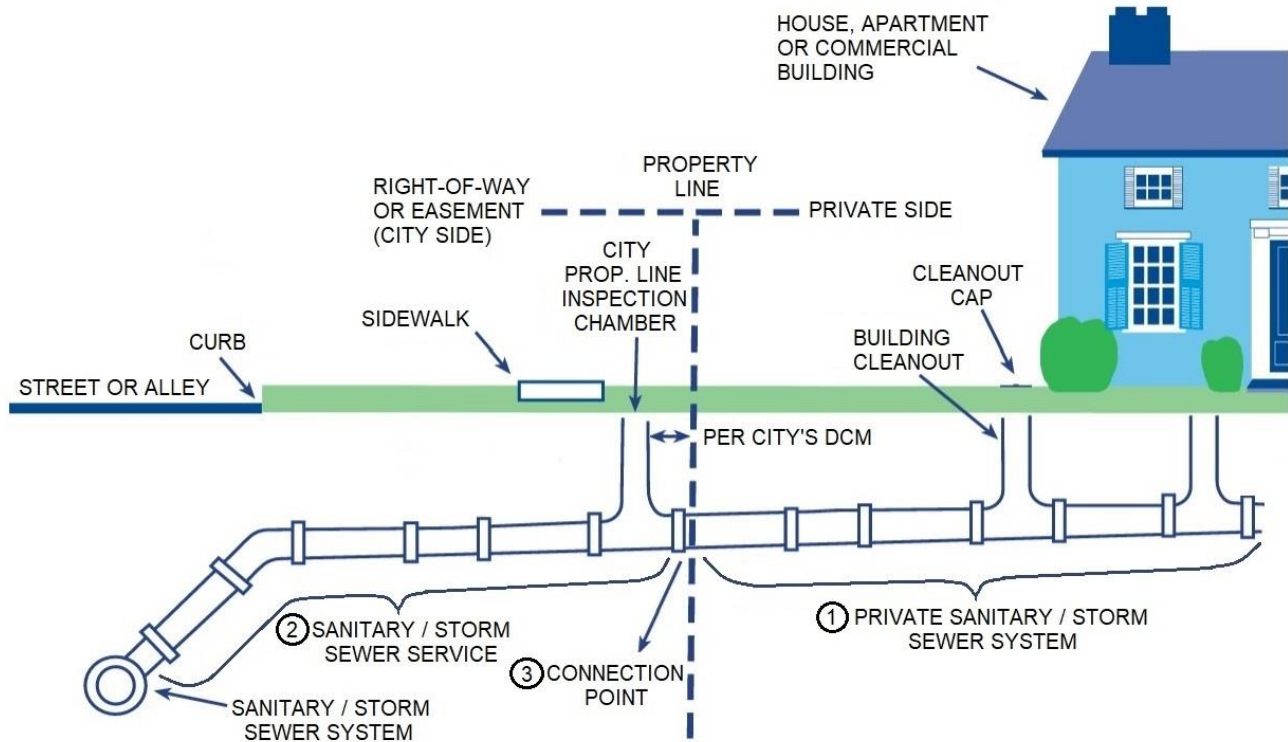 HOUSE, APARTMENT
OR COMMERCIAL
BUILDING
PROPERTY
LINE
RIGHT-OF-WAY
OR EASEMENT
(CITY SIDE)
PRIVATE SIDE
CITY
PROP. LINE
INSPECTION
CHAMBER
CLEANOUT
CAP
SIDEWALK
BUILDING
CLEANOUT
CURB
STREET OR ALLEY
PER CITY'S DCM
1 PRIVATE SANITARY / STORM
SEWER SYSTEM
2 SANITARY / STORM
SEWER SERVICE
3 CONNECTION
POINT
SANITARY / STORM
SEWER SYSTEM